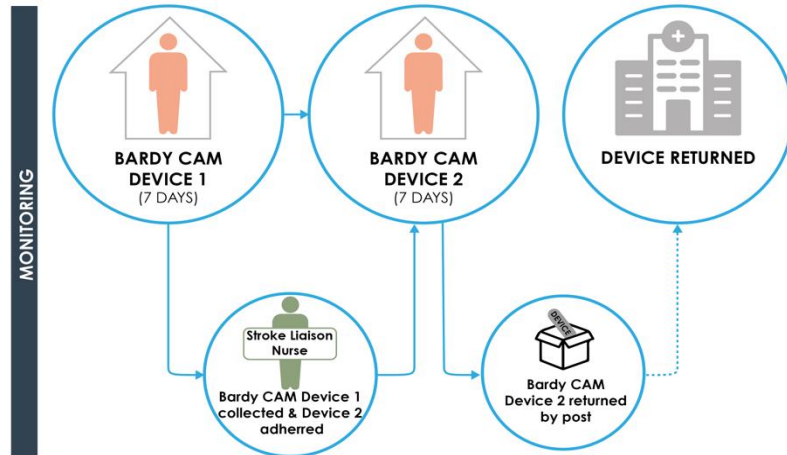 MONITORING
BARDY CAM
DEVICE 1
(7 DAYS)
BARDY CAM
DEVICE 2
(7 DAYS)
DEVICE RETURNED
Stroke Liaison
Nurse
Bardy CAM Device 1
collected & Device 2
adherred
DEVICE
Bardy CAM
Device 2 returned
by post